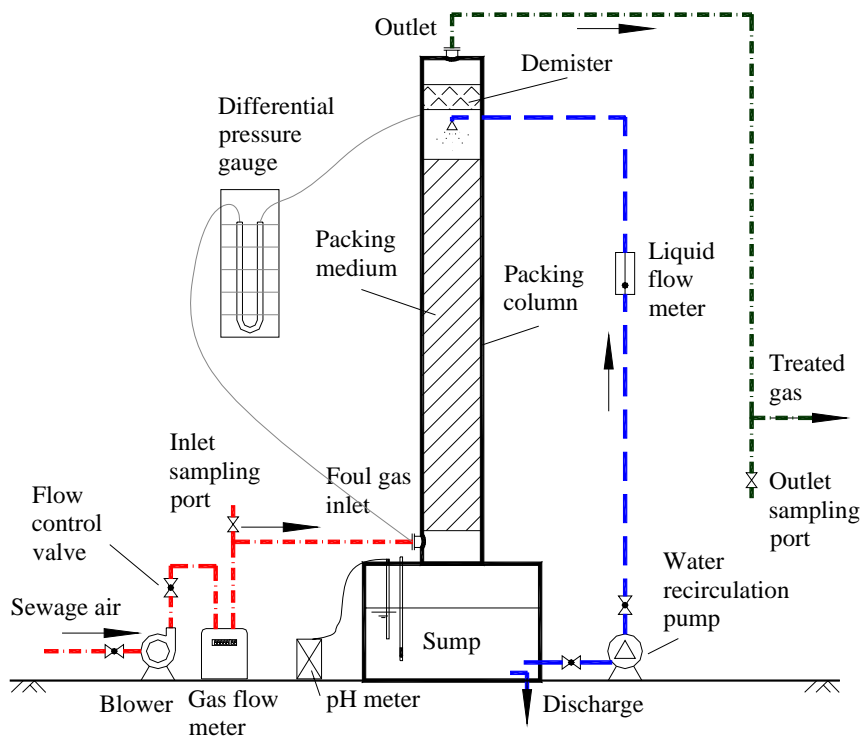 Outlet
Demister
Differential
pressure
gauge
Packing
medium
Packing
column
Liquid
flow
meter
Treated
gas
Inlet
sampling
port
Foul gas
inlet
Flow
control
valve
Outlet
sampling
port
Water
recirculation
pump
Sewage air
Sump
Blower
Gas flow
meter
pH meter
Discharge